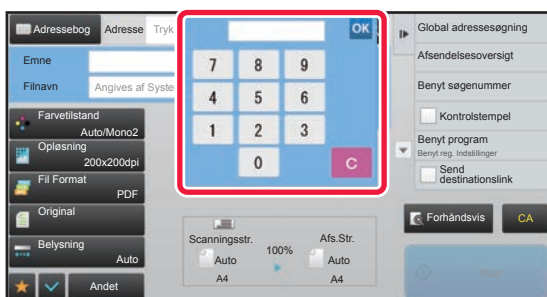 Adressebog
Adresse
Tryk
OK
Global adressesøgning
Emne
Afsendelsesoversigt
Filnavn
Angives af Syste
7 8 9
Benyt søgenummer
4 5 6
Farvetilstand
Auto/Mono2
1 2 3
Kontrolstempel
Opløsning
200x200dpi
0 C
Benyt program
Benyt reg. Indstillinger
Send
destinationslink
Fil Format
PDF
Original
Forhåndsvis
CA
Belysning
Auto
Scanningsstr.
100%
Afs.Str.
Auto
Auto
A4
A4
Andet
Start